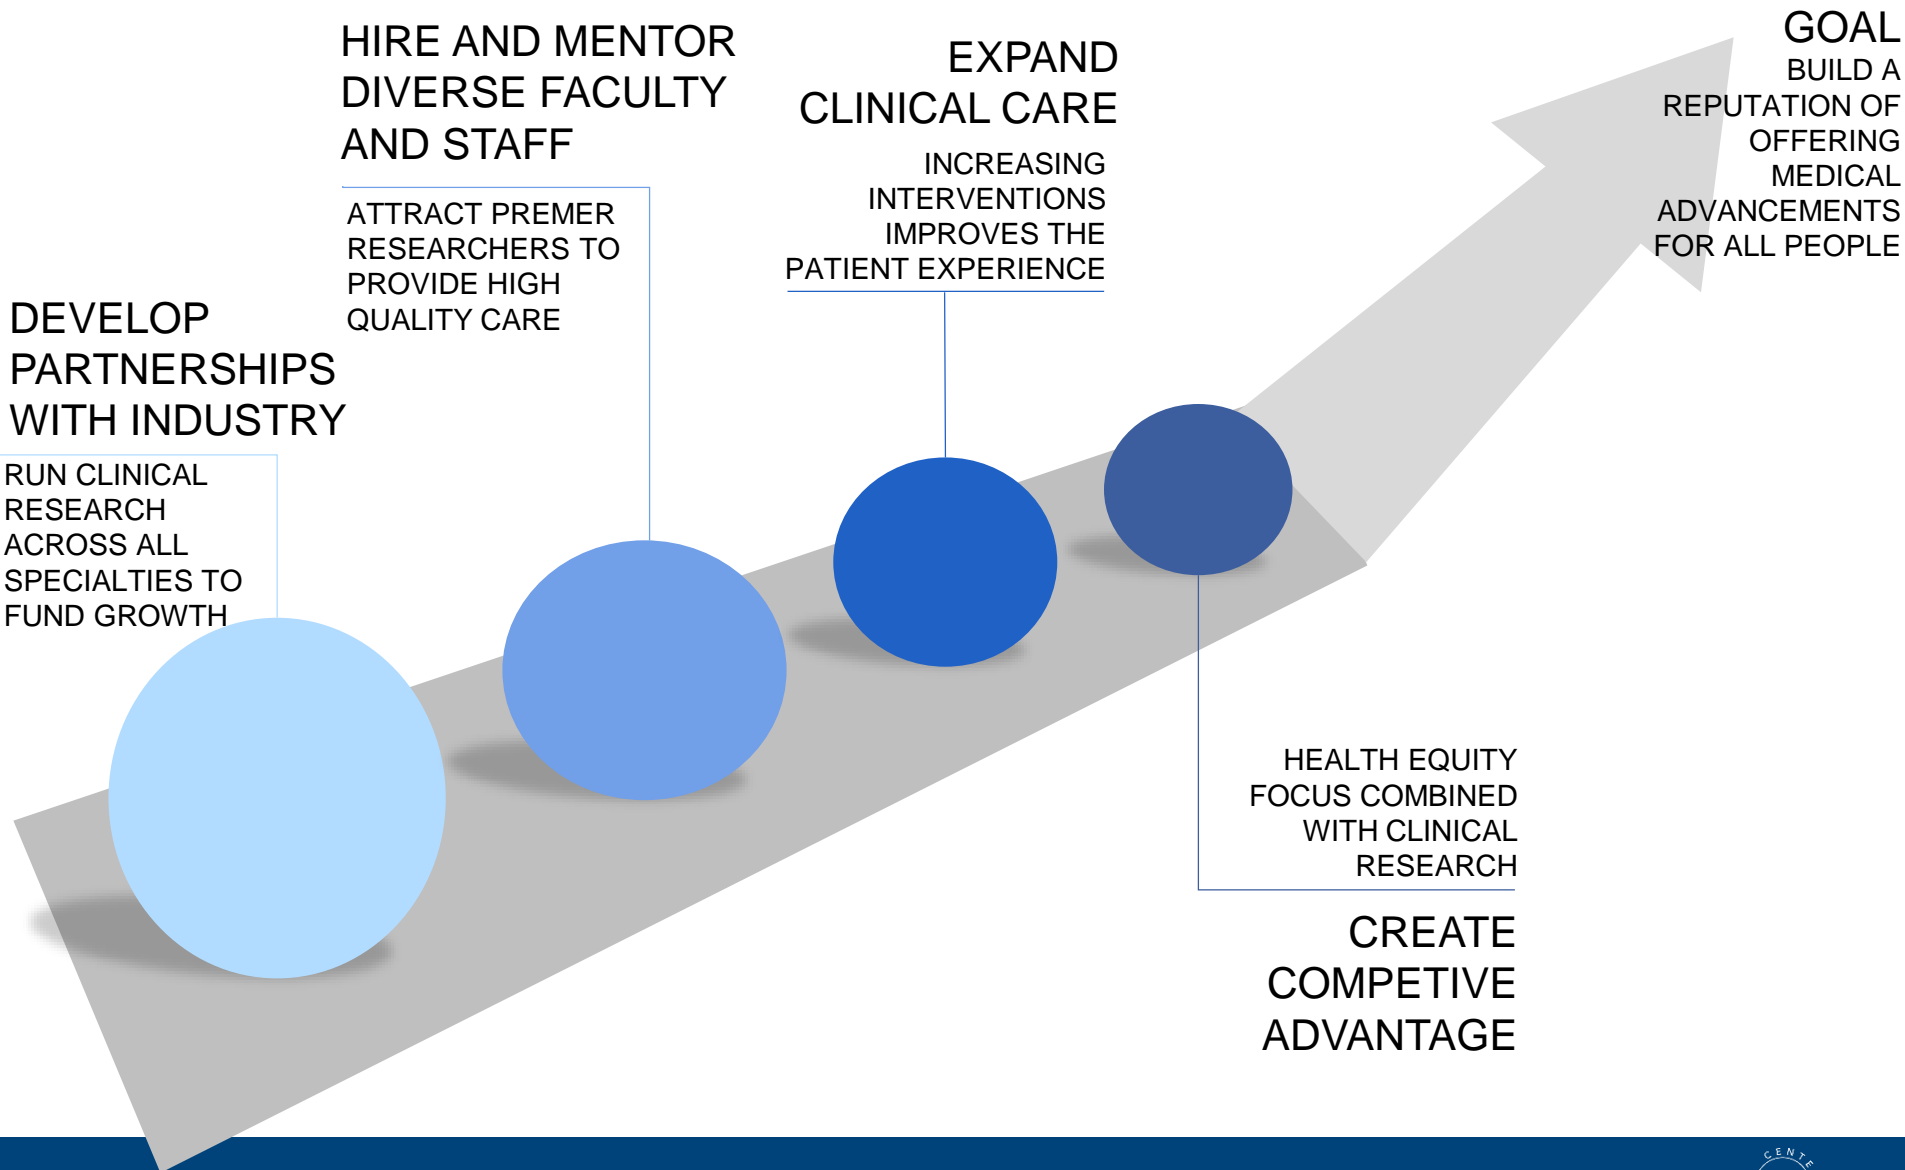 DEVELOP
PARTNERSHIPS
WITH INDUSTRY
RUN CLINICAL
RESEARCH
ACROSS ALL
SPECIALTIES TO
FUND GROWTH
HIRE AND MENTOR
DIVERSE FACULTY
AND STAFF
ATTRACT PREMER
RESEARCHERS TO
PROVIDE HIGH
QUALITY CARE
EXPAND
CLINICAL CARE
INCREASING
INTERVENTIONS
IMPROVES THE
PATIENT EXPERIENCE
HEALTH EQUITY
FOCUS COMBINED
WITH CLINICAL
RESEARCH
CREATE
COMPETIVE
ADVANTAGE
GOAL
BUILD A
REPUTATION OF
OFFERING
MEDICAL
ADVANCEMENTS
FOR ALL PEOPLE